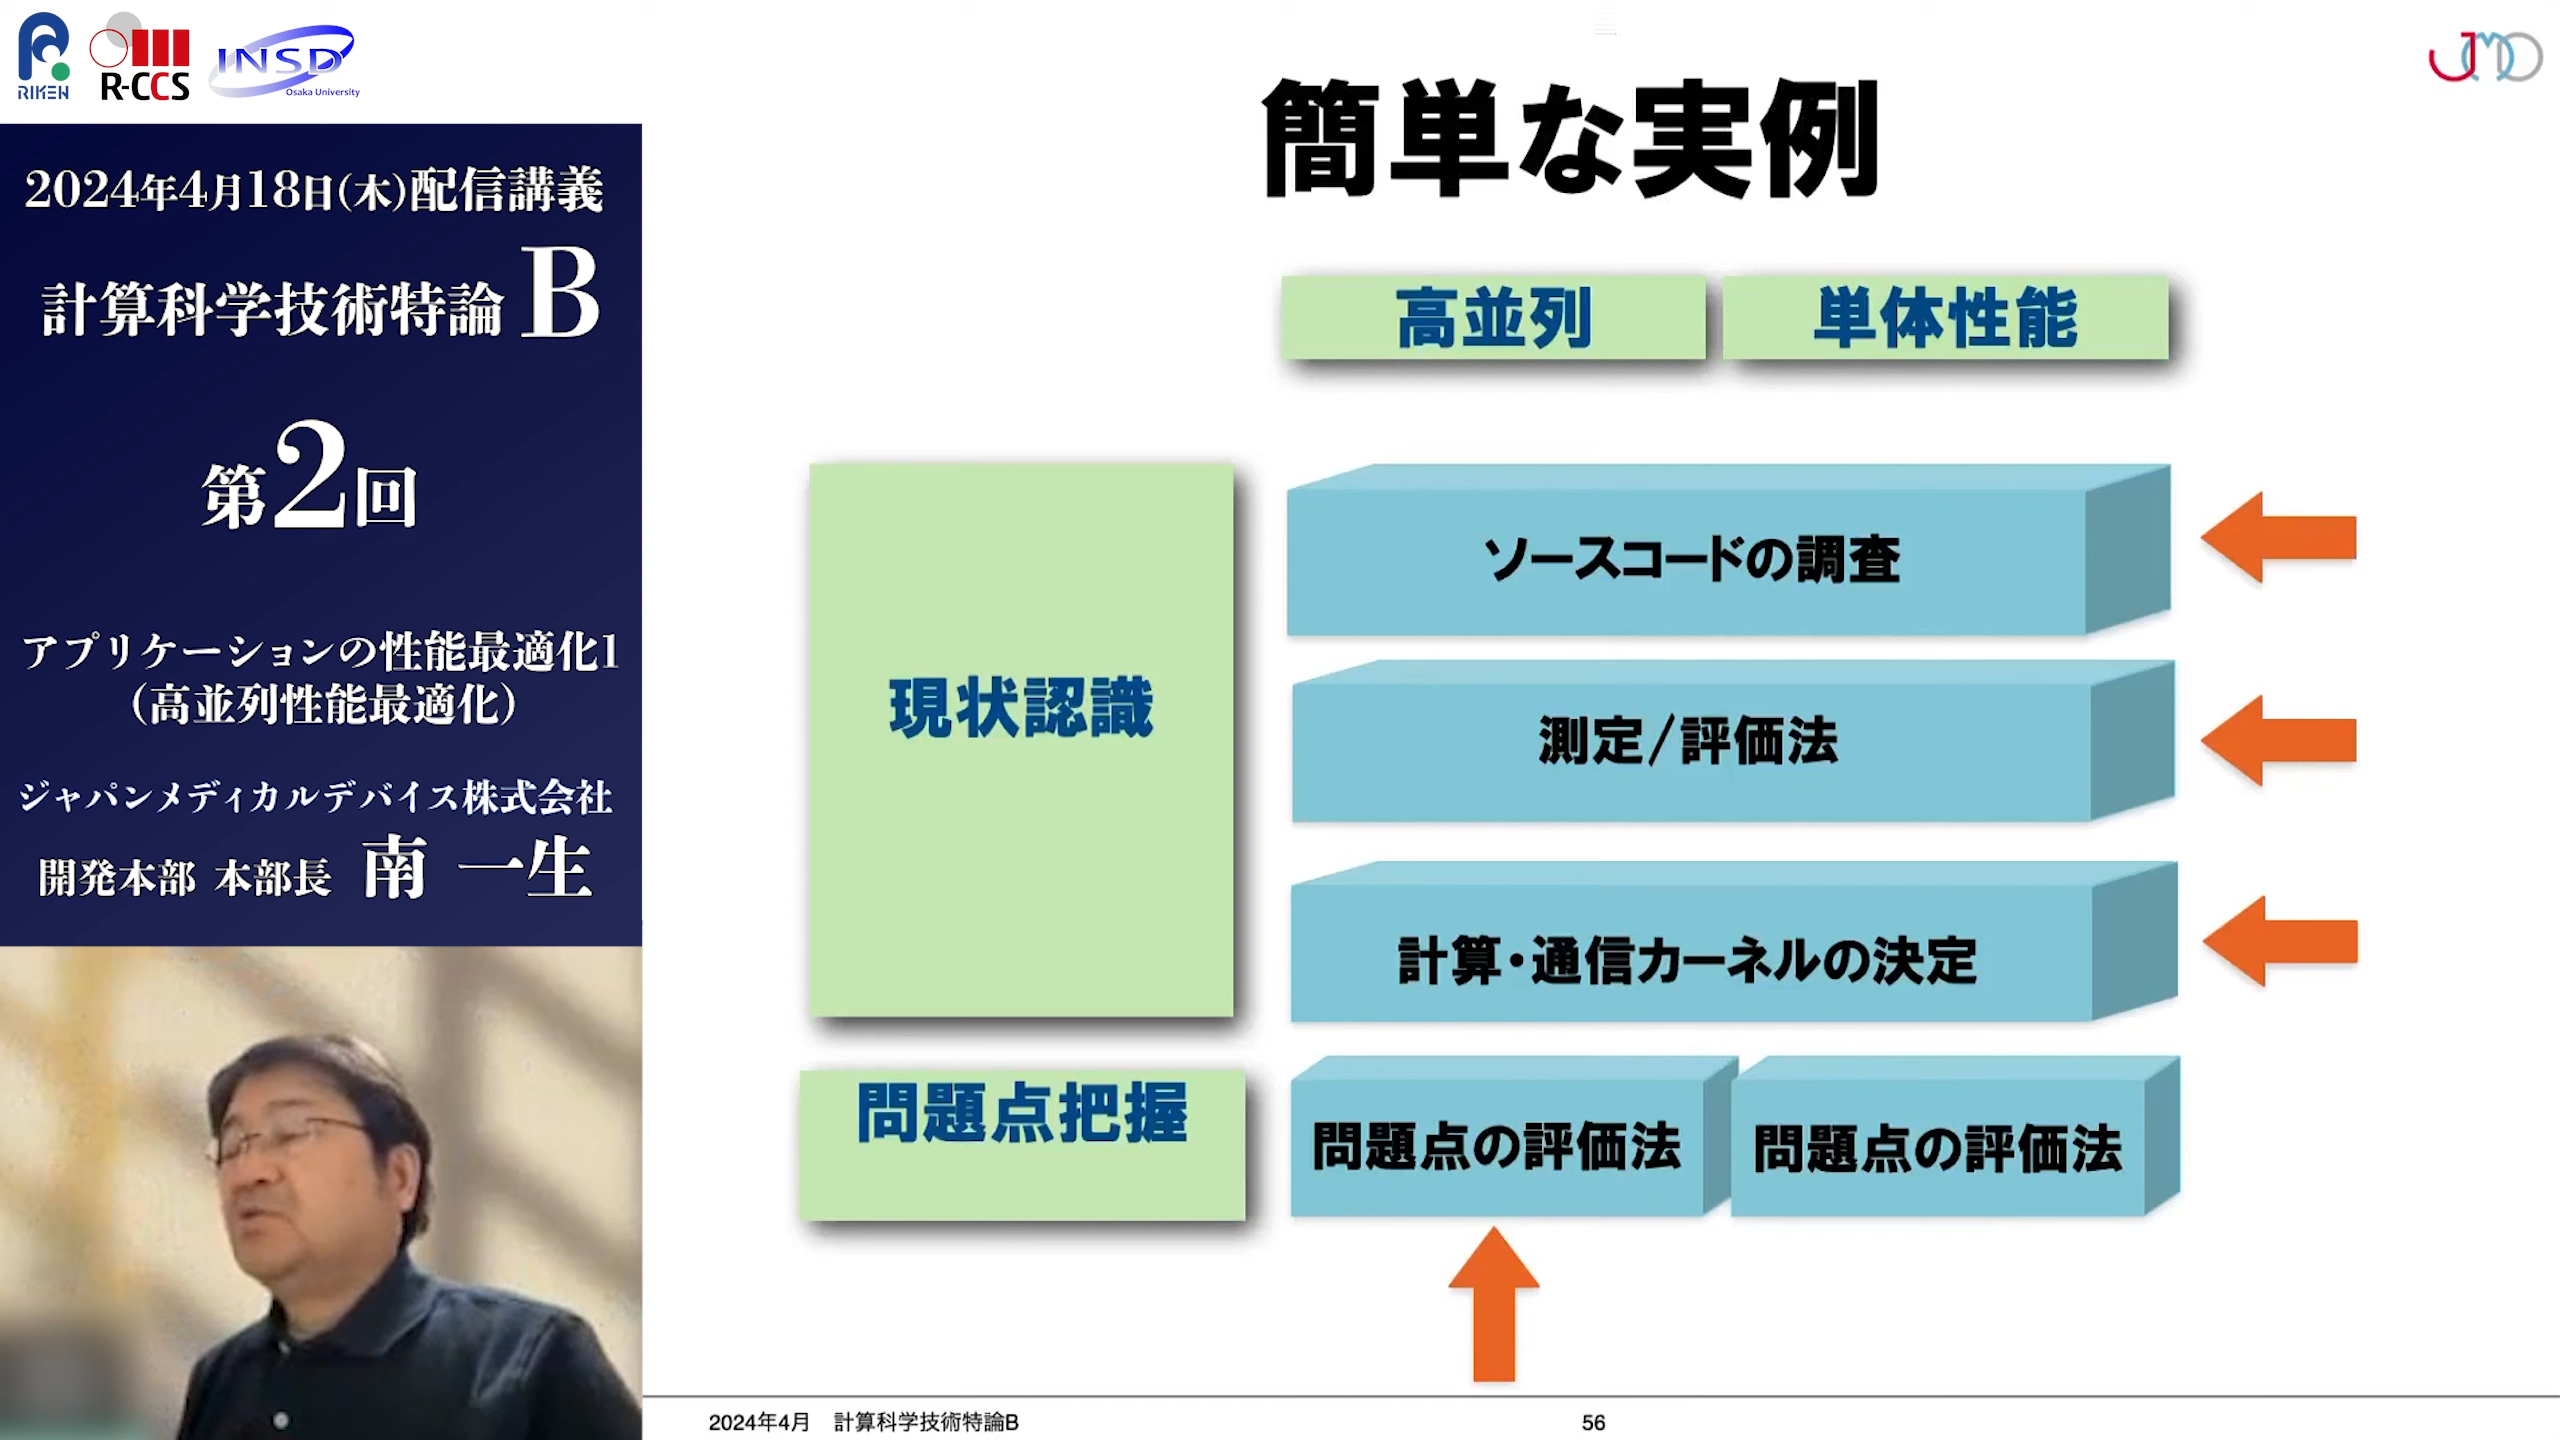 RIKEN
R-CCS
INSD
Osaka University
JMD
2024年4月18日(木)配信講義
計算科学技術特論 B
第2回
アプリケーションの性能最適化1
(高並列性能最適化)
ジャパンメディカルデバイス株式会社
開発本部 本部長 南 一生
簡単な実例
高並列
単体性能
現状認識
ソースコードの調査
測定/評価法
計算・通信カーネルの決定
問題点把握
問題点の評価法
問題点の評価法
2024年4月 計算科学技術特論B
56